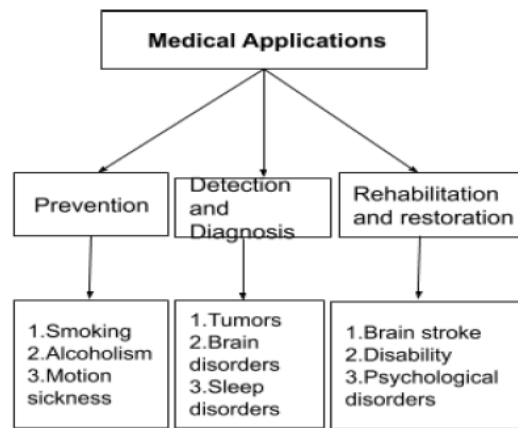 Medical Applications
Prevention
Detection
and
Diagnosis
Rehabilitation
and restoration
1.Smoking
2.Alcoholism
3.Motion
sickness
1.Tumors
2.Brain
disorders
3.Sleep
disorders
1.Brain stroke
2.Disability
3.Psychological
disorders